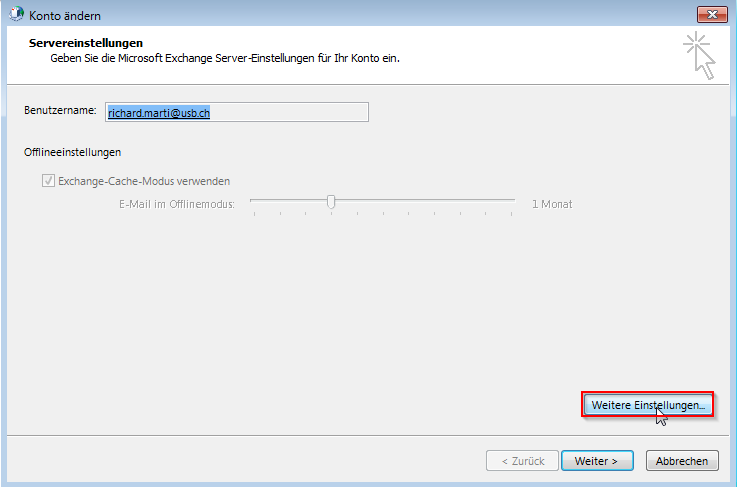 Konto ändern
Servereinstellungen
Geben Sie die Microsoft Exchange Server-Einstellungen für Ihr Konto ein.
Benutzername: richard.marti@usb.ch
Offlineeinstellungen
Exchange-Cache-Modus verwenden
E-Mail im Offlinemodus: 1 Monat
Weitere Einstellungen...
< Zurück Weiter > Abbrechen